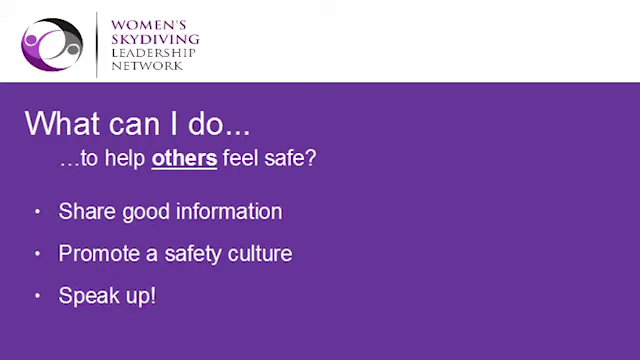 WOMEN'S
SKYDIVING
LEADERSHIP
NETWORK
What can I do...
...to help others feel safe?
• Share good information
• Promote a safety culture
• Speak up!